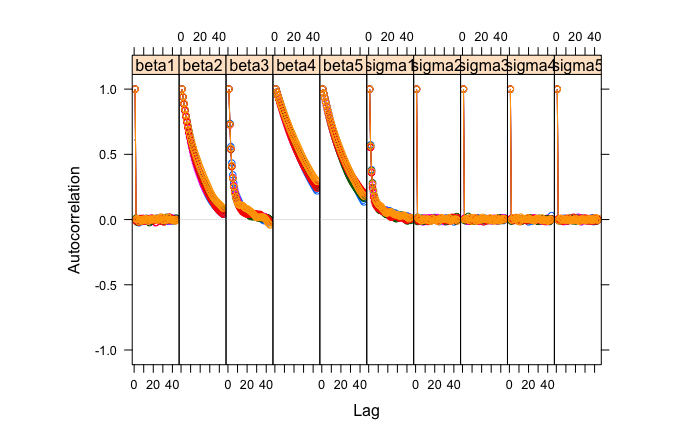 0 20 40 0 20 40 0 20 40 0 20 40 0 20 40
beta1 beta2 beta3 beta4 beta5 sigma1 sigma2 sigma3 sigma4 sigma5
1.0
0.5
0.0
-0.5
-1.0
Autocorrelation
0 20 40 0 20 40 0 20 40 0 20 40 0 20 40
Lag